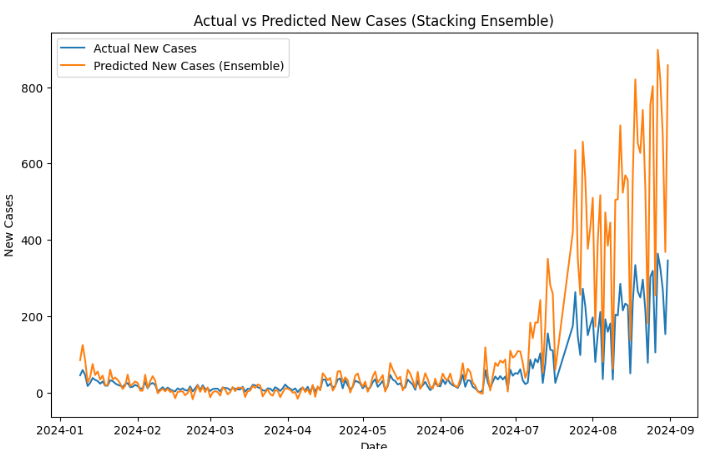 Actual vs Predicted New Cases (Stacking Ensemble)
Actual New Cases
Predicted New Cases (Ensemble)
New Cases
800
600
400
200
0
2024-01 2024-02 2024-03 2024-04 2024-05 2024-06 2024-07 2024-08 2024-09
Date